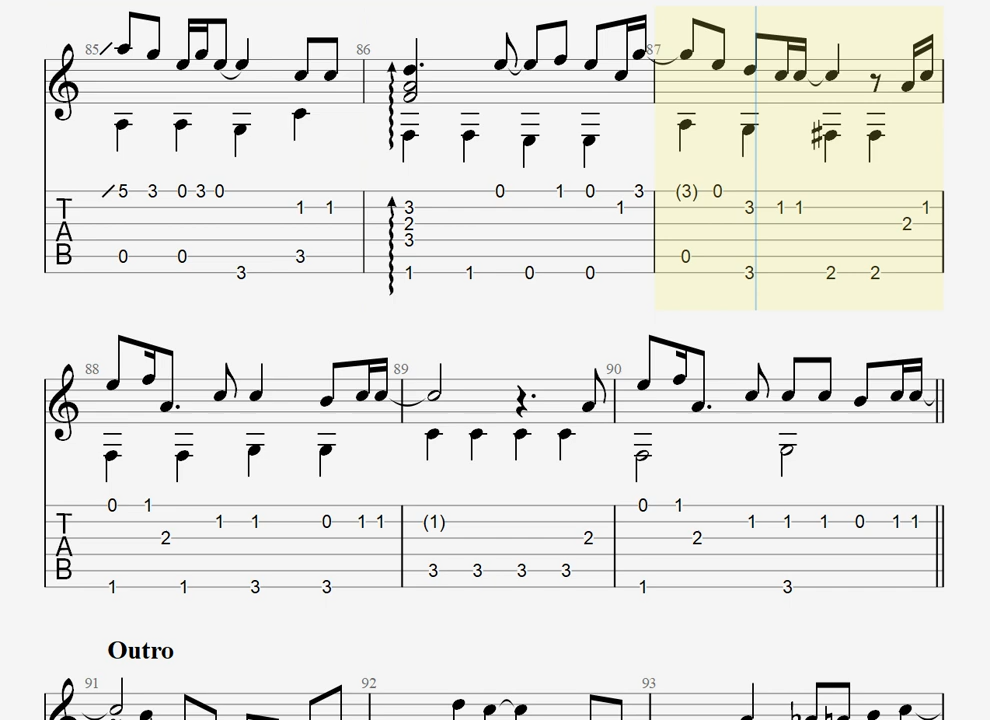 85 86 87
5 3 0 3 0 0 1 0 3 (3) 0
T 1 1 3 1 3 1 1 1
A 2 2
3
B 0 0 3 0
3 1 1 0 0 3 2 2
88 89 90
0 1 0 1
T 1 1 0 1 1 (1) 1 1 1 0 1 1
A 2 2 2
B 3 3 3 3
1 1 3 3 1 3
Outro
91 92 93